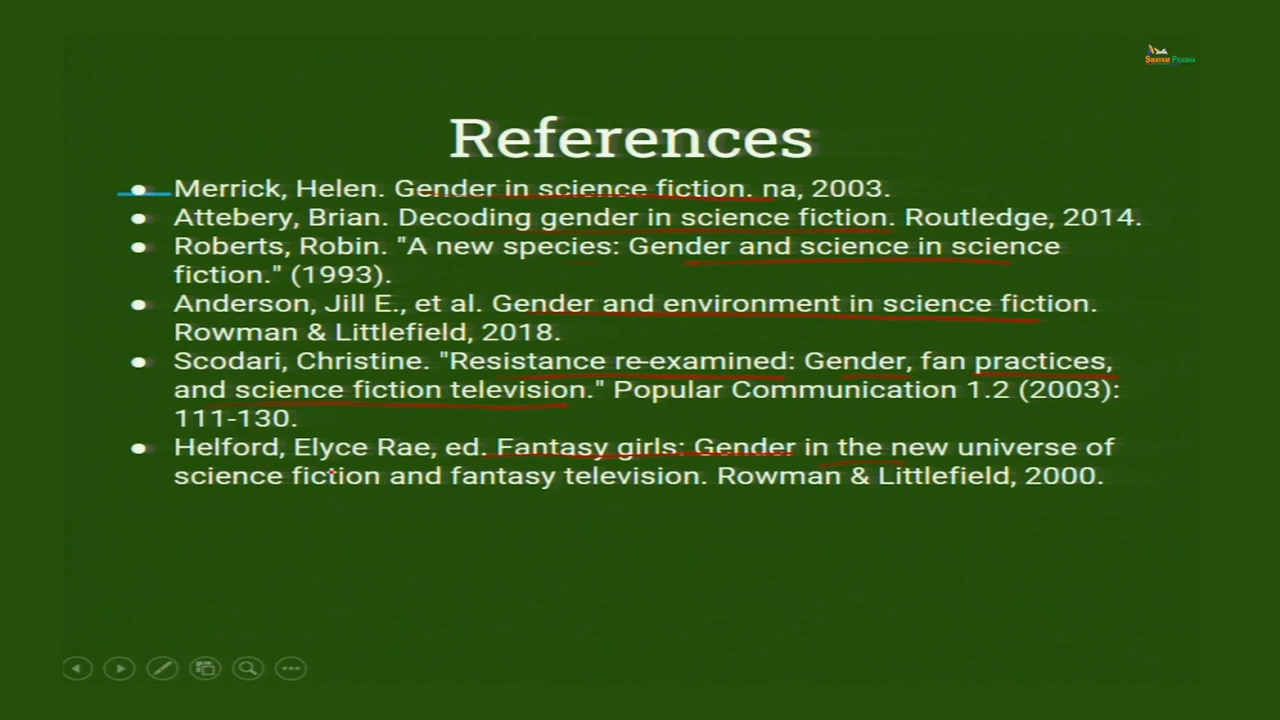 SWAYAM PRABHA
References
● Merrick, Helen. Gender in science fiction. na, 2003.
● Attebery, Brian. Decoding gender in science fiction. Routledge, 2014.
● Roberts, Robin. "A new species: Gender and science in science
fiction." (1993).
● Anderson, Jill E., et al. Gender and environment in science fiction.
Rowman & Littlefield, 2018.
● Scodari, Christine. "Resistance re-examined: Gender, fan practices,
and science fiction television." Popular Communication 1.2 (2003):
111-130.
● Helford, Elyce Rae, ed. Fantasy girls: Gender in the new universe of
science fiction and fantasy television. Rowman & Littlefield, 2000.